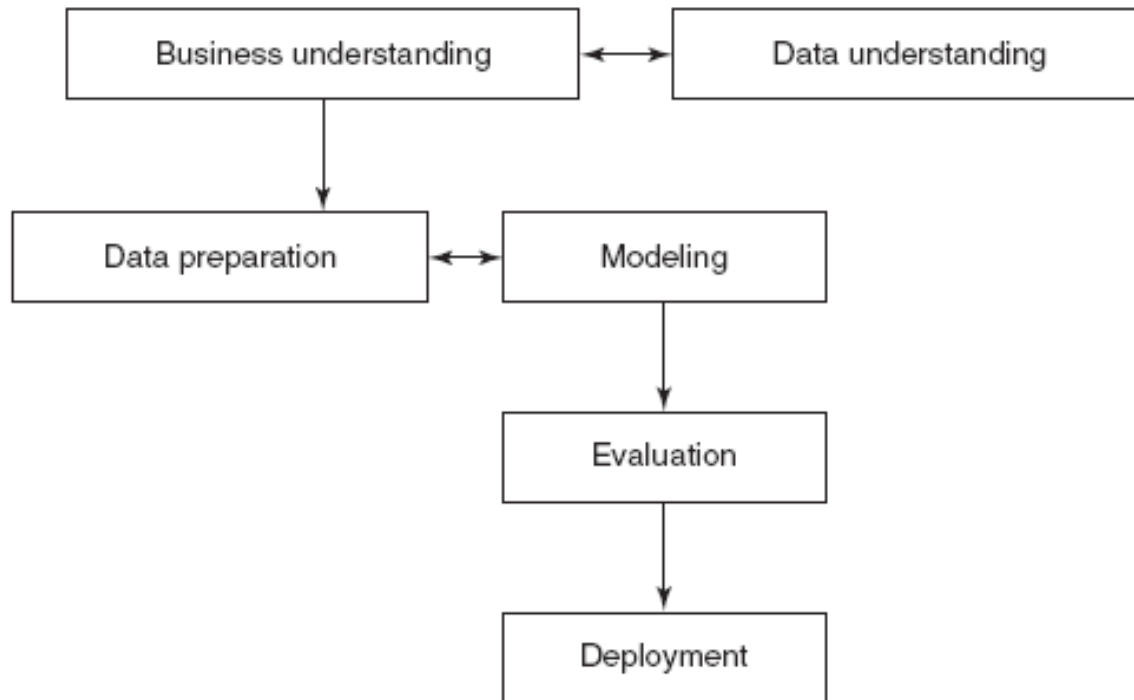 Business understanding
Data understanding
Data preparation
Modeling
Evaluation
Deployment